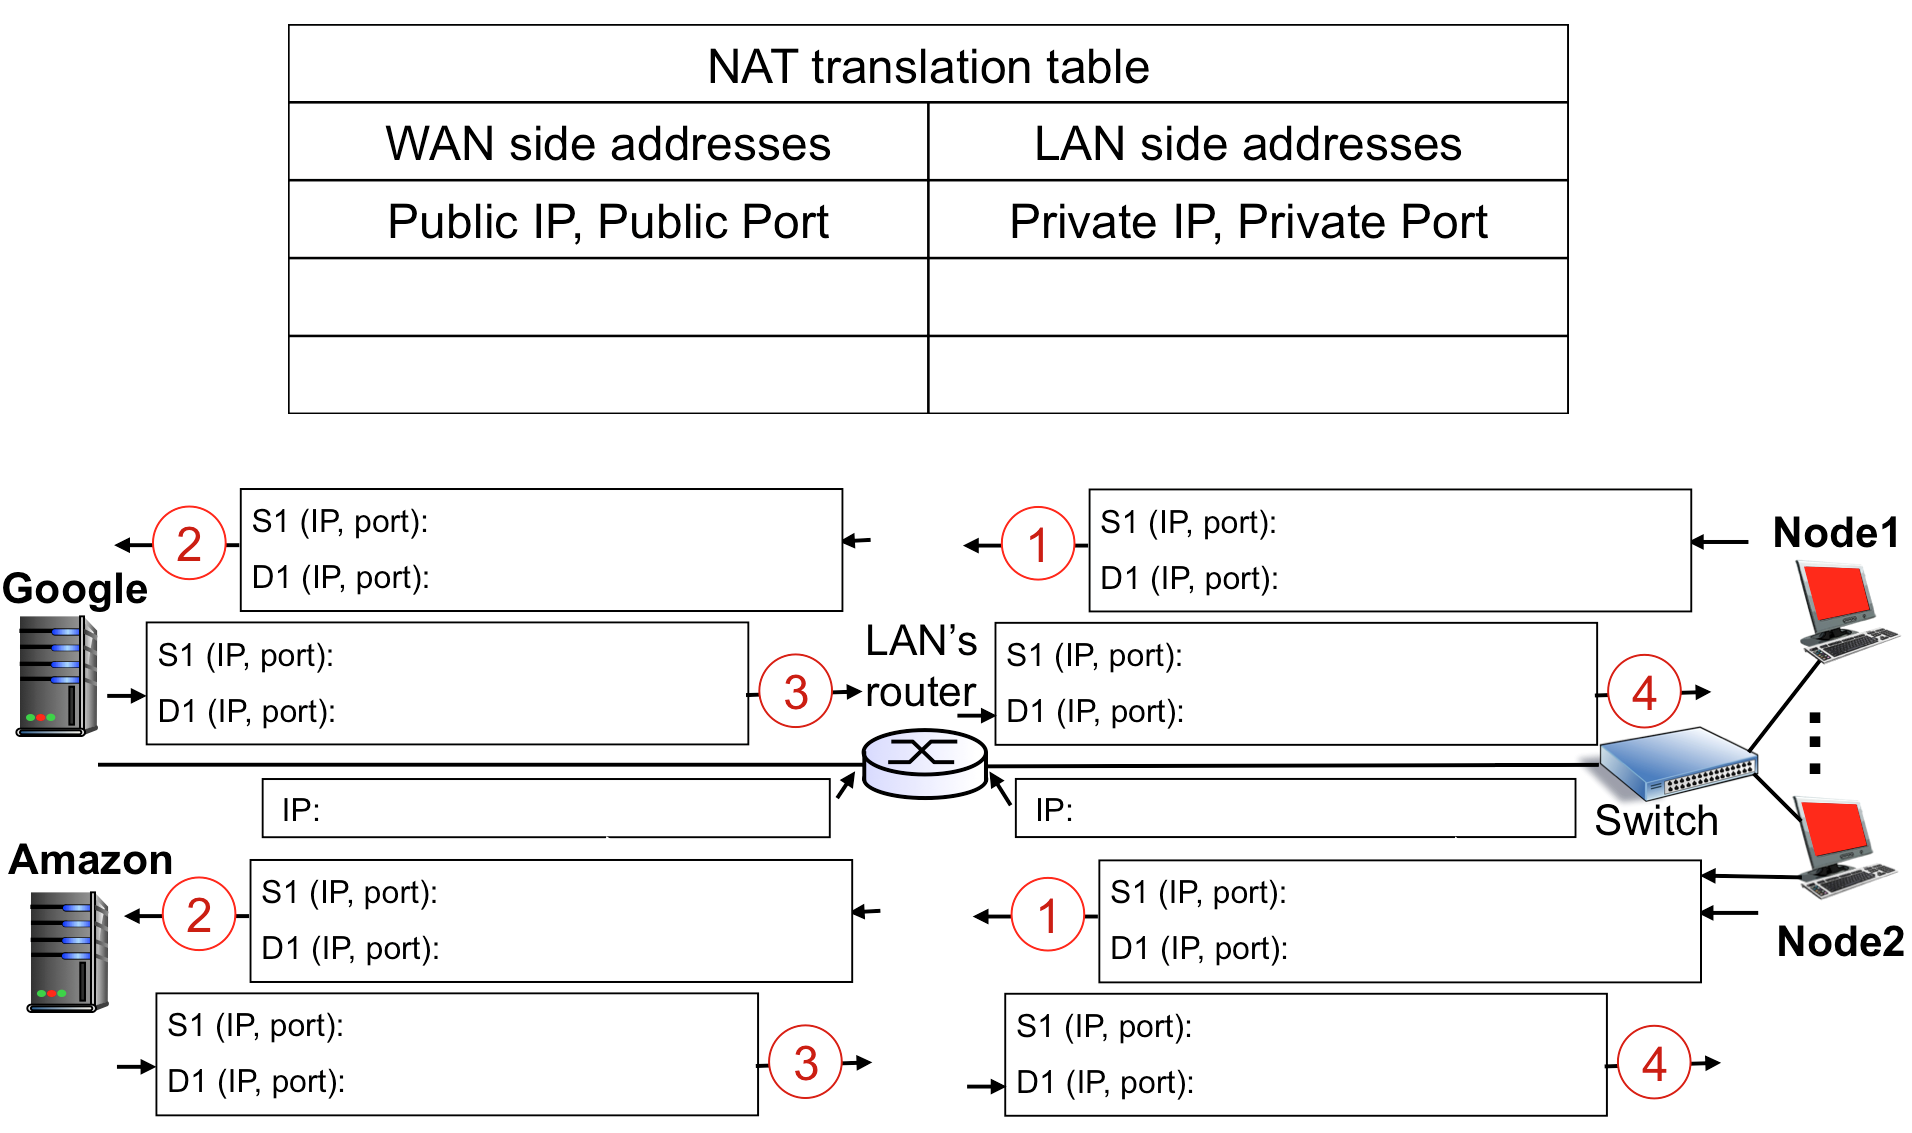 NAT translation table
WAN side addresses
LAN side addresses
Public IP, Public Port
Private IP, Private Port
2
S1 (IP, port):
D1 (IP, port):
1
S1 (IP, port):
D1 (IP, port):
Node1
Google
S1 (IP, port):
D1 (IP, port):
3
LAN’s
router
S1 (IP, port):
D1 (IP, port):
4
IP:
IP:
Switch
Amazon
2
S1 (IP, port):
D1 (IP, port):
1
S1 (IP, port):
D1 (IP, port):
Node2
S1 (IP, port):
D1 (IP, port):
3
S1 (IP, port):
D1 (IP, port):
4